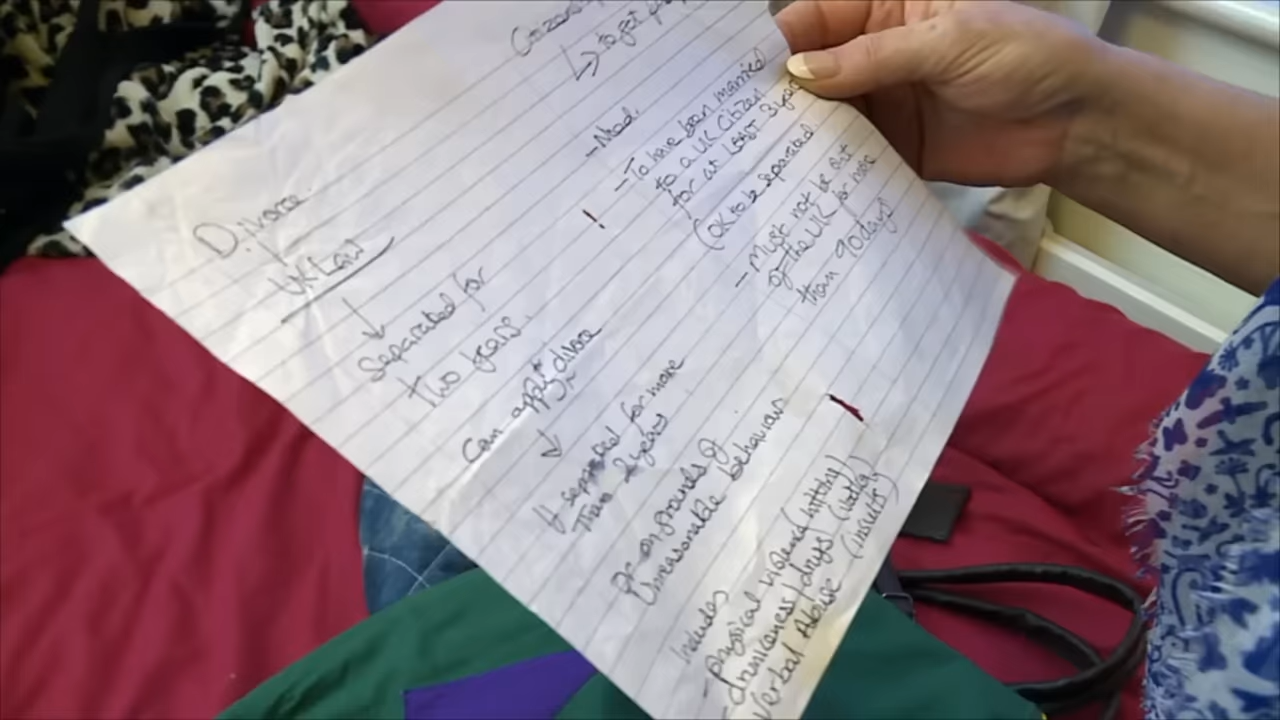 Divorce
UK Law
↳ Separated for
two years.
Can apply divorce
↓
If seperated for more
than 2 years
or on grounds of
Unreasonable behaviour
Includes
- physical violence (hitting)
- drunkeness/drugs (vodka)
Verbal Abuse (insults)
↳ to get
- Need.
- To have been married
to a UK Citizen
for at least 3 years
(OK to be separated
- Must not be out
of the UK for more
than 90 days